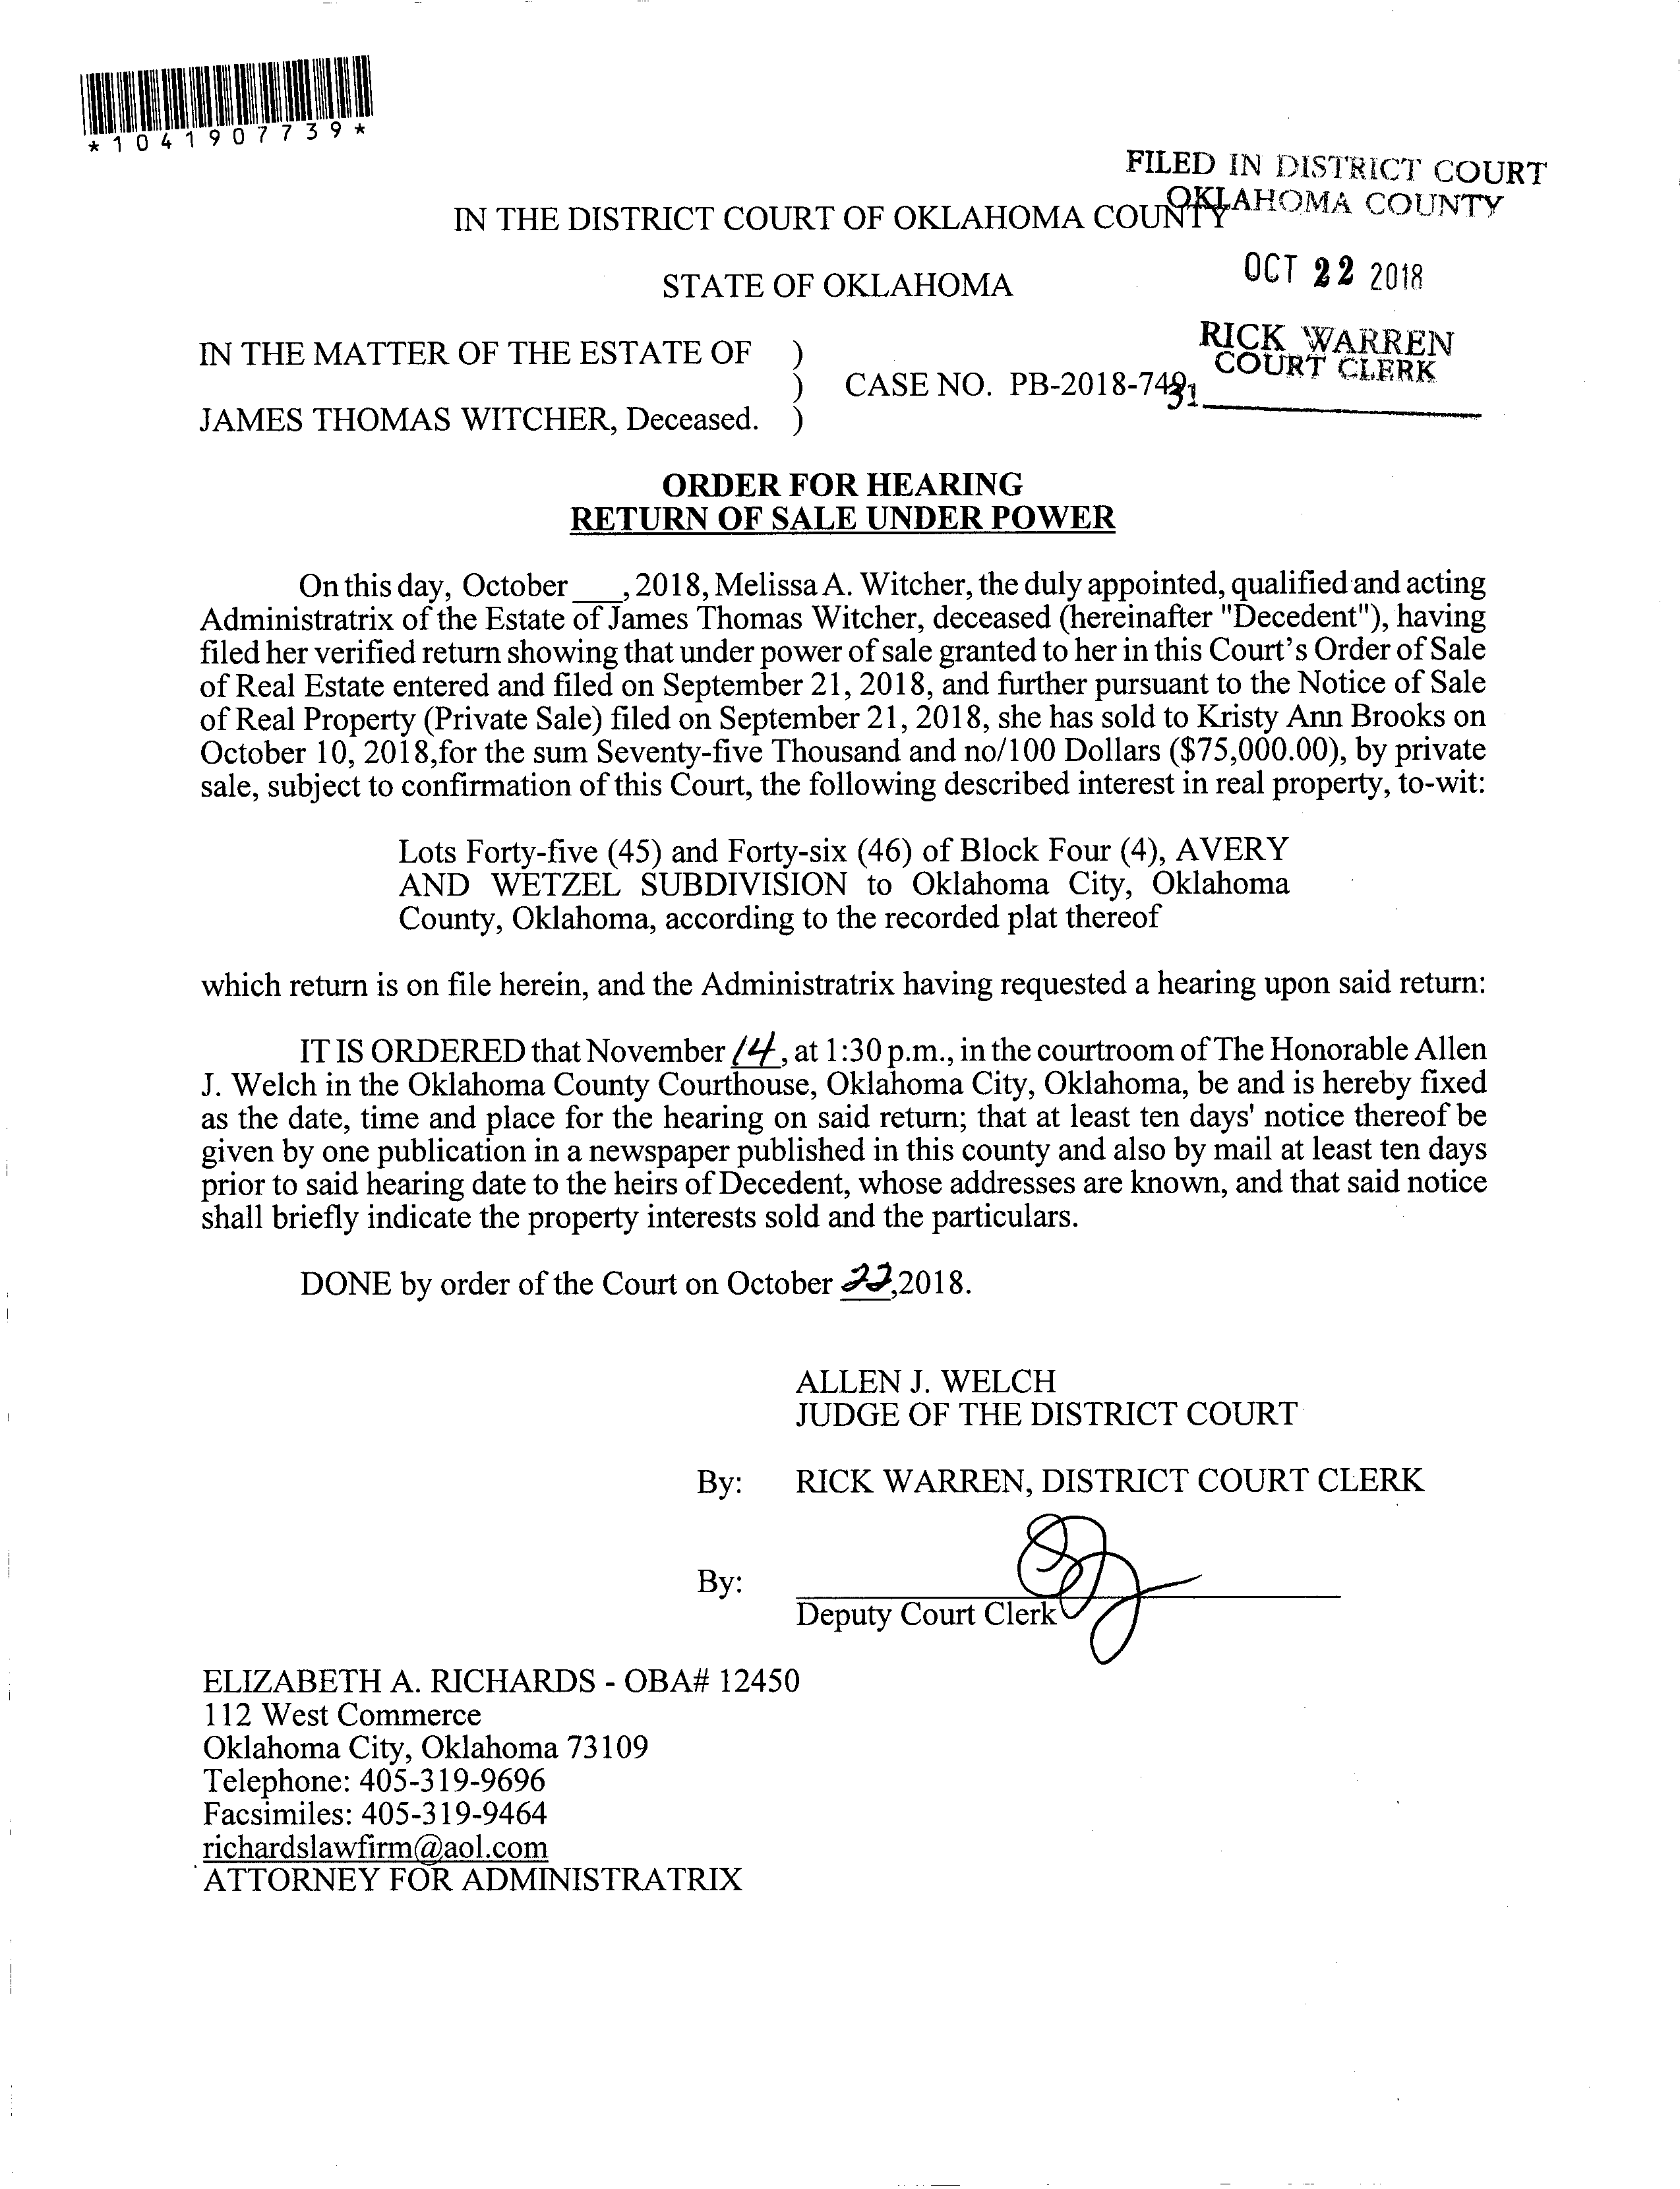 *1041907739*
FILED IN DISTRICT COURT
OKLAHOMA COUNTY
IN THE DISTRICT COURT OF OKLAHOMA COUNTY
STATE OF OKLAHOMA
OCT 22 2018
RICK WARREN
COURT CLERK
31
IN THE MATTER OF THE ESTATE OF )
) CASE NO. PB-2018-749
JAMES THOMAS WITCHER, Deceased. )
ORDER FOR HEARING
RETURN OF SALE UNDER POWER
On this day, October ___, 2018, Melissa A. Witcher, the duly appointed, qualified and acting
Administratrix of the Estate of James Thomas Witcher, deceased (hereinafter "Decedent"), having
filed her verified return showing that under power of sale granted to her in this Court's Order of Sale
of Real Estate entered and filed on September 21, 2018, and further pursuant to the Notice of Sale
of Real Property (Private Sale) filed on September 21, 2018, she has sold to Kristy Ann Brooks on
October 10, 2018,for the sum Seventy-five Thousand and no/100 Dollars ($75,000.00), by private
sale, subject to confirmation of this Court, the following described interest in real property, to-wit:
Lots Forty-five (45) and Forty-six (46) of Block Four (4), AVERY
AND WETZEL SUBDIVISION to Oklahoma City, Oklahoma
County, Oklahoma, according to the recorded plat thereof
which return is on file herein, and the Administratrix having requested a hearing upon said return:
IT IS ORDERED that November 14, at 1:30 p.m., in the courtroom of The Honorable Allen
J. Welch in the Oklahoma County Courthouse, Oklahoma City, Oklahoma, be and is hereby fixed
as the date, time and place for the hearing on said return; that at least ten days' notice thereof be
given by one publication in a newspaper published in this county and also by mail at least ten days
prior to said hearing date to the heirs of Decedent, whose addresses are known, and that said notice
shall briefly indicate the property interests sold and the particulars.
DONE by order of the Court on October 22,2018.
ALLEN J. WELCH
JUDGE OF THE DISTRICT COURT
By: RICK WARREN, DISTRICT COURT CLERK
By:
Deputy Court Clerk
ELIZABETH A. RICHARDS - OBA# 12450
112 West Commerce
Oklahoma City, Oklahoma 73109
Telephone: 405-319-9696
Facsimiles: 405-319-9464
richardslawfirm@aol.com
ATTORNEY FOR ADMINISTRATRIX